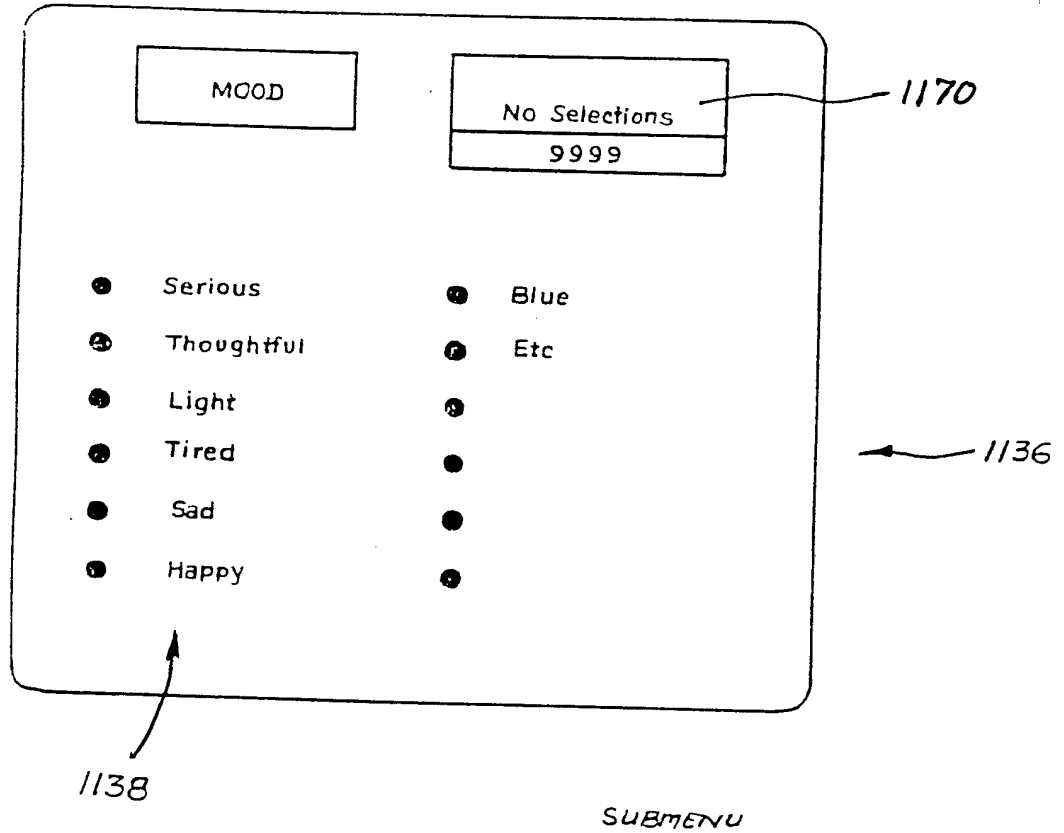 MOOD
No Selections
9999
1170
Serious
Thoughtful
Light
Tired
Sad
Happy
Blue
Etc
1136
1138
SUBMENU